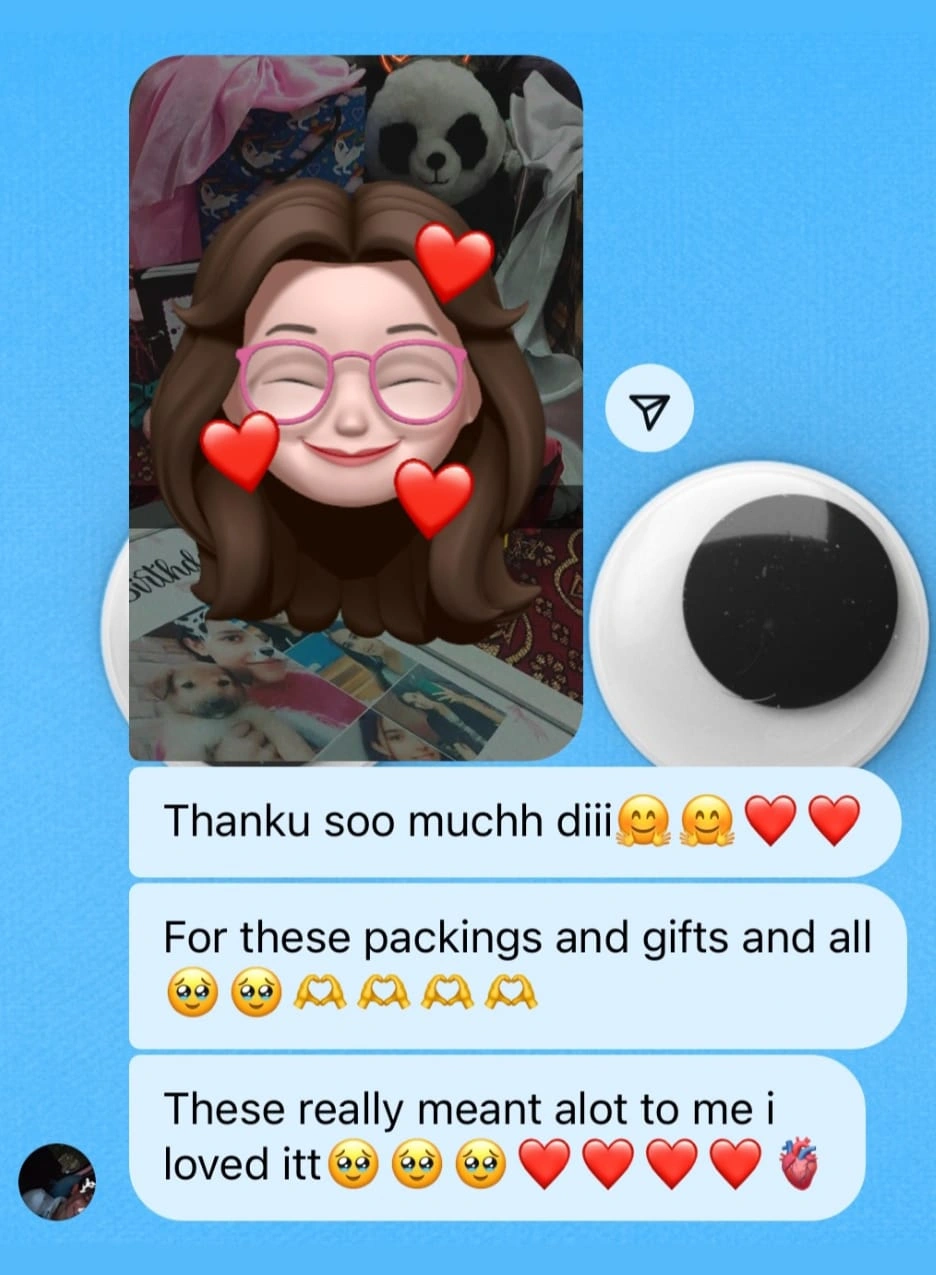 irthd
Thanku soo muchh diii🤗🤗❤️❤️
For these packings and gifts and all
🥹🥹🫶🫶🫶🫶
These really meant alot to me i
loved itt🥹🥹🥹❤️❤️❤️❤️🫀